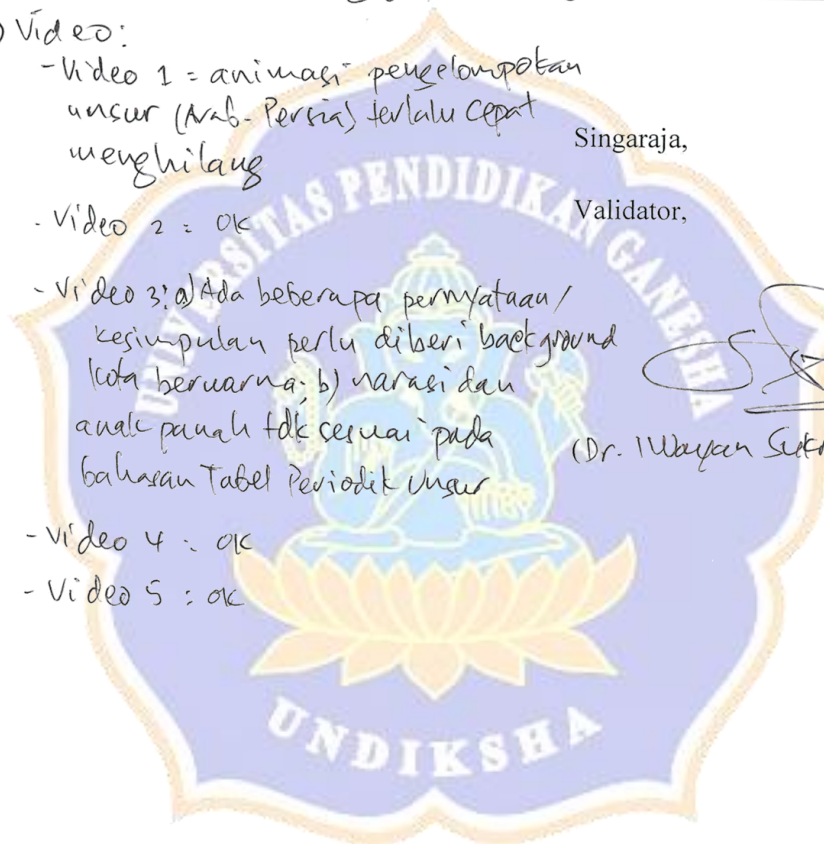 ) Video:
- Video 1 = animasi pengelompokan
unsur (Arab-Persia) terlalu cepat
menghilang
Singaraja,
Validator,
- Video 2 = OK
- Video 3: a) Ada beberapa pernyataan/
kesimpulan perlu diberi background
kota berwarna; b) narasi dan
anak panah tdk sesuai pada
bahasan Tabel Periodik Unsur
(Dr. I Wayan
- Video 4 : OK
- Video 5 : OK
UNIVERSITAS PENDIDIKAN GANESHA
UNDIKSHA